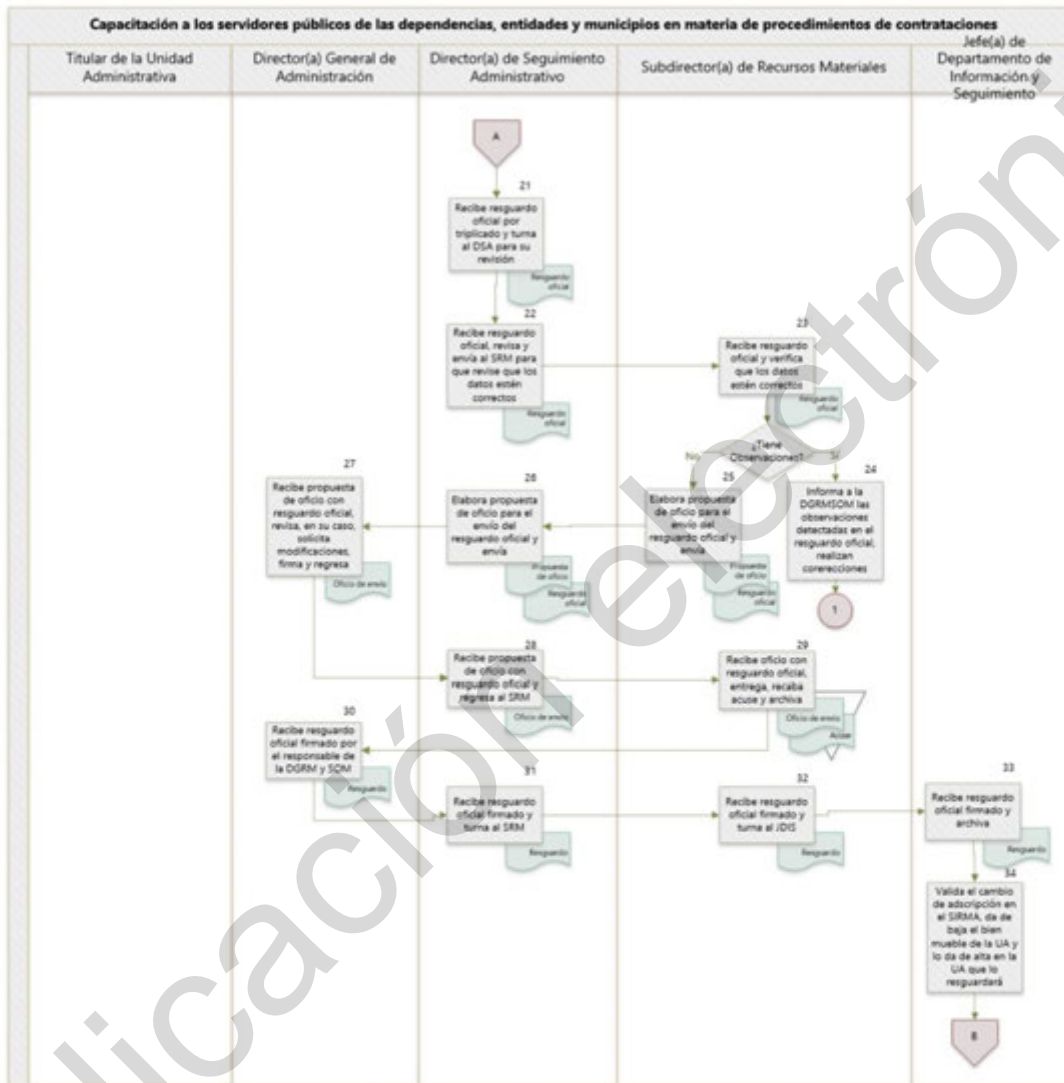 Capacitación a los servidores públicos de las dependencias, entidades y municipios en materia de procedimientos de contrataciones
Titular de la Unidad
Administrativa
Director(a) General de
Administración
Director(a) de Seguimiento
Administrativo
Subdirector(a) de Recursos Materiales
Jefe(a) de
Departamento de
Información y
Seguimiento
A
21
Recibe resguardo
oficial por
triplicado y turna
al DSA para su
revisión
Resguardo
oficial
22
Recibe resguardo
oficial, revisa y
envía al SRM para
que revise que los
datos estén
correctos
Resguardo
oficial
23
Recibe resguardo
oficial y verifica
que los datos
estén correctos
Resguardo
oficial
¿Tiene
Observaciones?
No
Sí
24
Informa a la
DGRMSOM las
observaciones
detectadas en el
resguardo oficial,
realizan
corerecciones
1
25
Elabora propuesta
de oficio para el
envío del
resguardo oficial y
envía
Propuesta
de oficio
Resguardo
oficial
26
Elabora propuesta
de oficio para el
envío del
resguardo oficial y
envía
Propuesta
de oficio
Resguardo
oficial
27
Recibe propuesta
de oficio con
resguardo oficial,
revisa, en su caso,
solicita
modificaciones,
firma y regresa
Oficio de envío
28
Recibe propuesta
de oficio con
resguardo oficial y
regresa al SRM
Oficio de envío
29
Recibe oficio con
resguardo oficial,
entrega, recaba
acuse y archiva
Oficio de envío
Acuse
30
Recibe resguardo
oficial firmado por
el responsable de
la DGRM y SOM
Resguardo
31
Recibe resguardo
oficial firmado y
turna al SRM
Resguardo
32
Recibe resguardo
oficial firmado y
turna al JDIS
Resguardo
33
Recibe resguardo
oficial firmado y
archiva
Resguardo
34
Valida el cambio
de adscripción en
el SIRMA, da de
baja el bien
mueble de la UA y
lo da de alta en la
UA que lo
resguardará
B
licación electróni